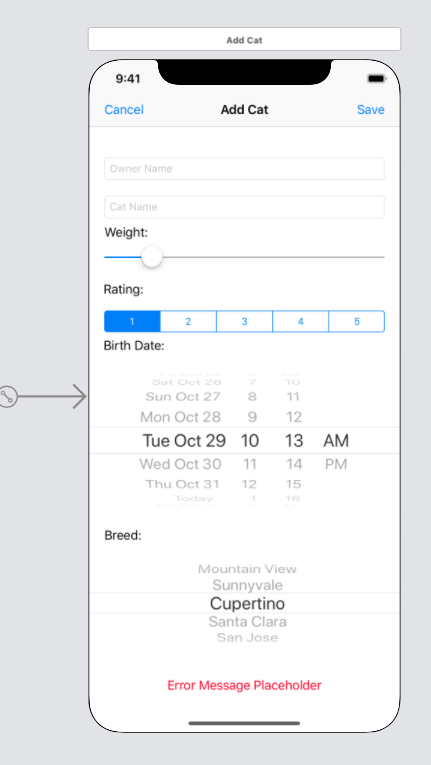 Add Cat
9:41
Cancel Add Cat Save
Owner Name
Cat Name
Weight:
Rating:
1 2 3 4 5
Birth Date:
Sat Oct 26 7 10
Sun Oct 27 8 11
Mon Oct 28 9 12
Tue Oct 29 10 13 AM
Wed Oct 30 11 14 PM
Thu Oct 31 12 15
Today 1 16
Breed:
Mountain View
Sunnyvale
Cupertino
Santa Clara
San Jose
Error Message Placeholder